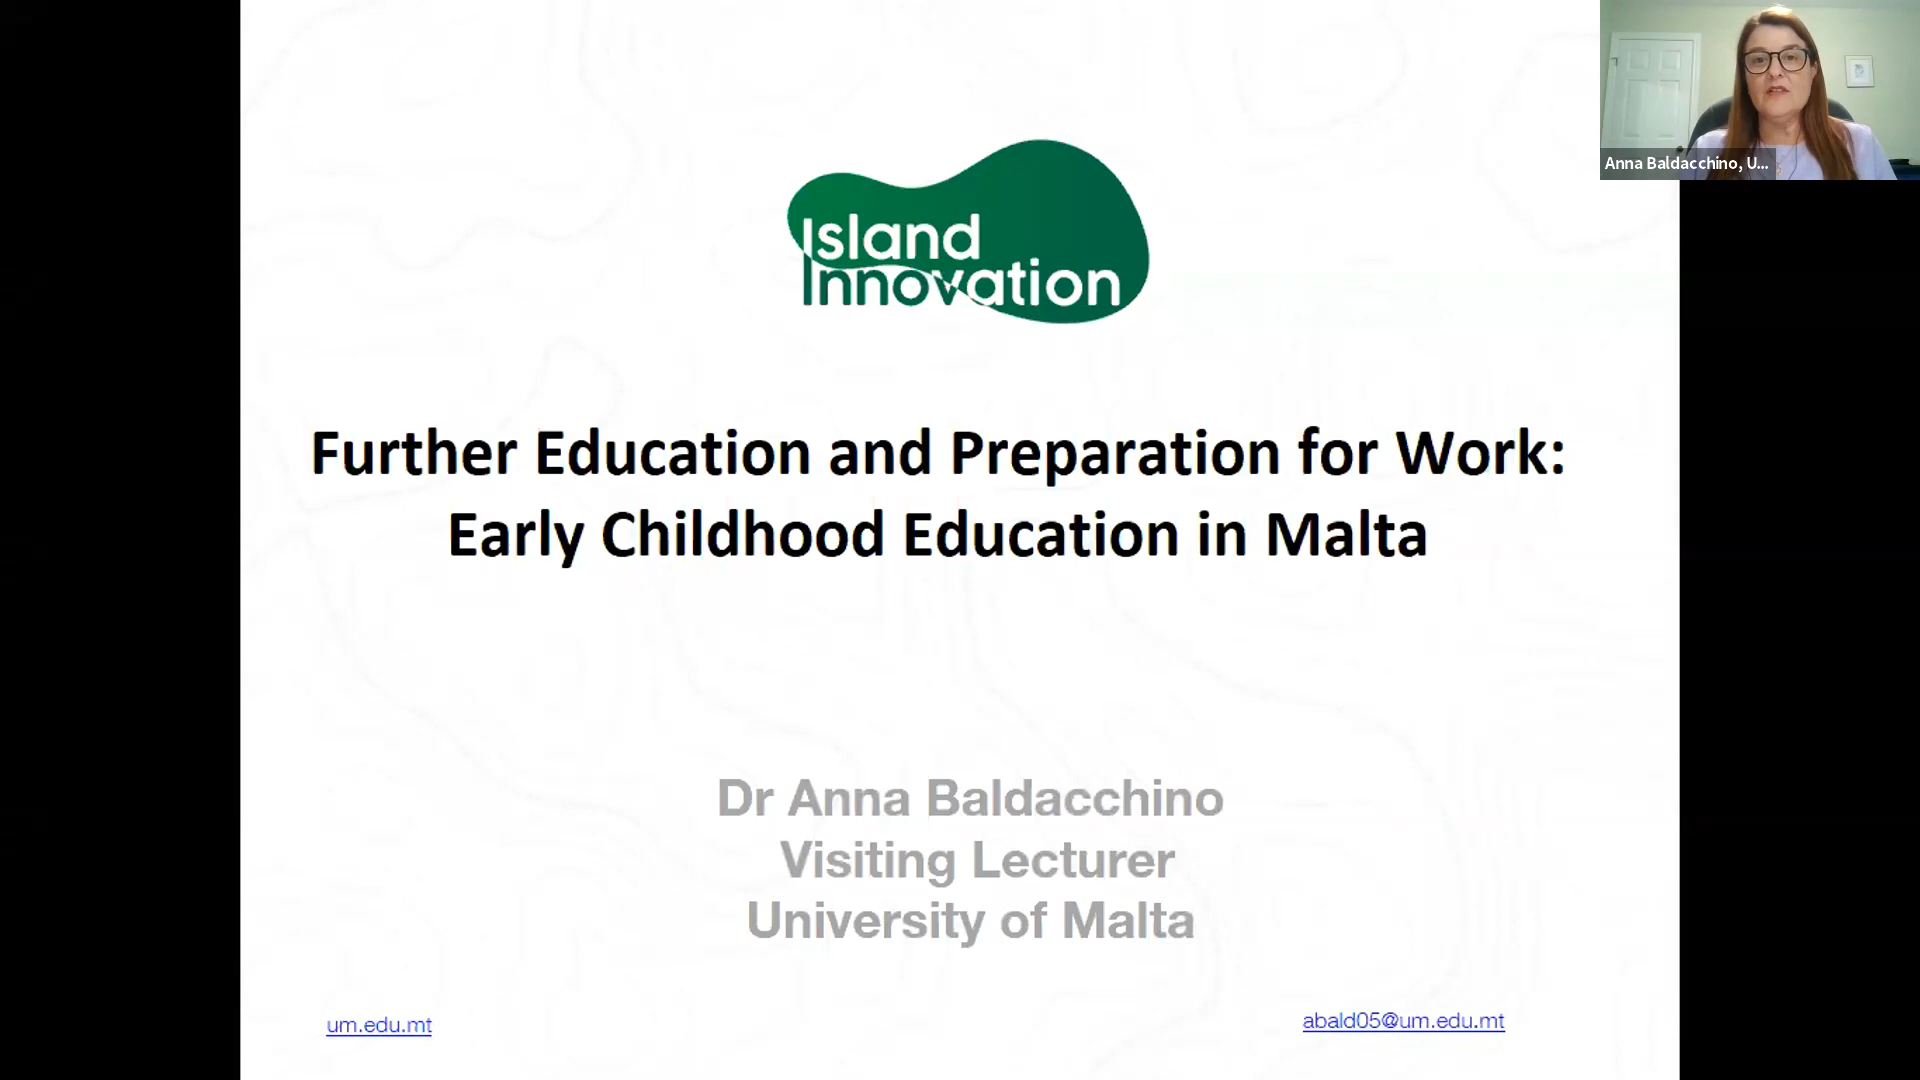 Anna Baldacchino, U...
Island
Innovation
Further Education and Preparation for Work:
Early Childhood Education in Malta
Dr Anna Baldacchino
Visiting Lecturer
University of Malta
um.edu.mt
abald05@um.edu.mt